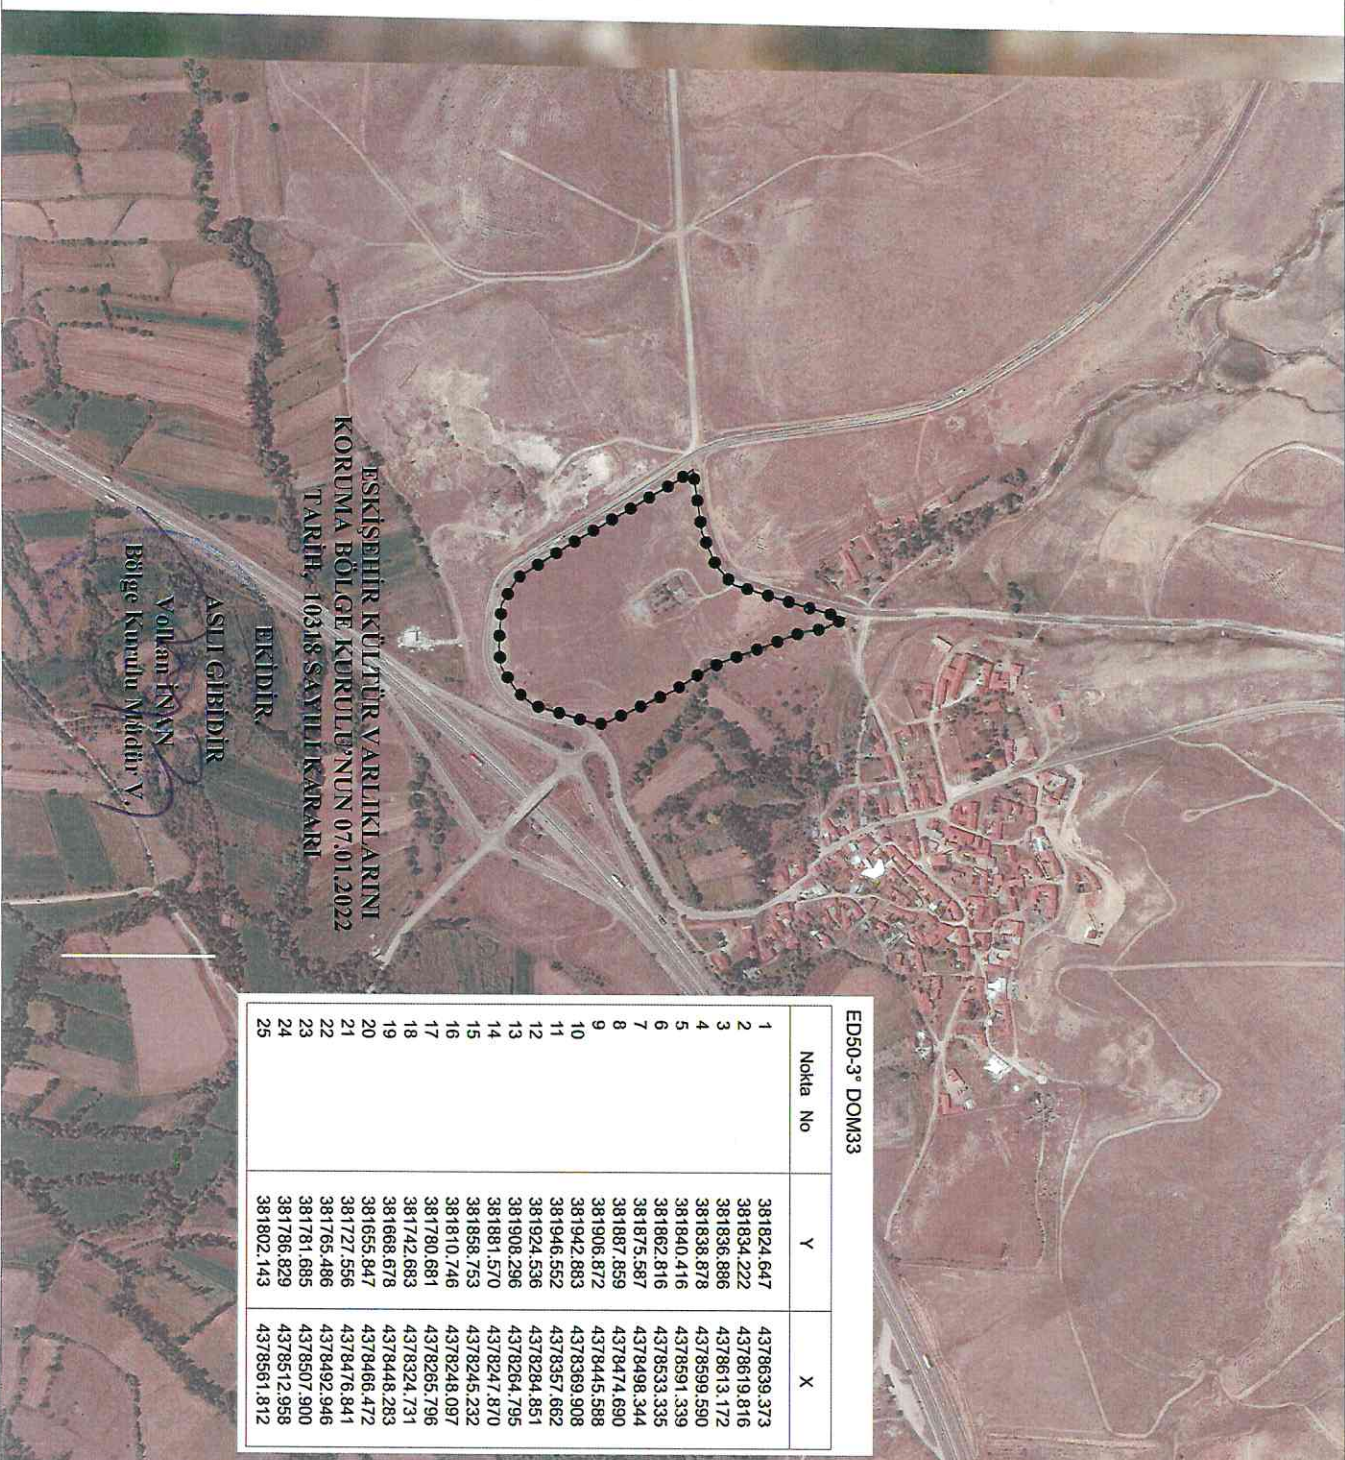 ESKİŞEHİR KÜLTÜR VARLIKLARINI
KORUMA BÖLGE KURULU'NUN 07.01.2022
TARİH, 10318 SAYILI KARARI
EKİDİR.
ASLI GİBİDİR
Volkan İNAN
Bölge Kurulu Müdür V.
ED50-3° DOM33
Nokta No Y X
1 381824.647 4378639.373
2 381834.222 4378619.816
3 381836.886 4378613.172
4 381838.878 4378599.590
5 381840.416 4378591.339
6 381862.816 4378533.335
7 381875.587 4378498.344
8 381887.859 4378474.690
9 381906.872 4378445.588
10 381942.883 4378369.908
11 381946.552 4378357.662
12 381924.536 4378284.851
13 381908.296 4378264.795
14 381881.570 4378247.870
15 381858.753 4378245.232
16 381810.746 4378248.097
17 381780.681 4378265.796
18 381742.683 4378324.731
19 381668.678 4378448.283
20 381655.847 4378466.472
21 381727.556 4378476.841
22 381765.486 4378492.946
23 381781.685 4378507.900
24 381786.829 4378512.958
25 381802.143 4378561.812